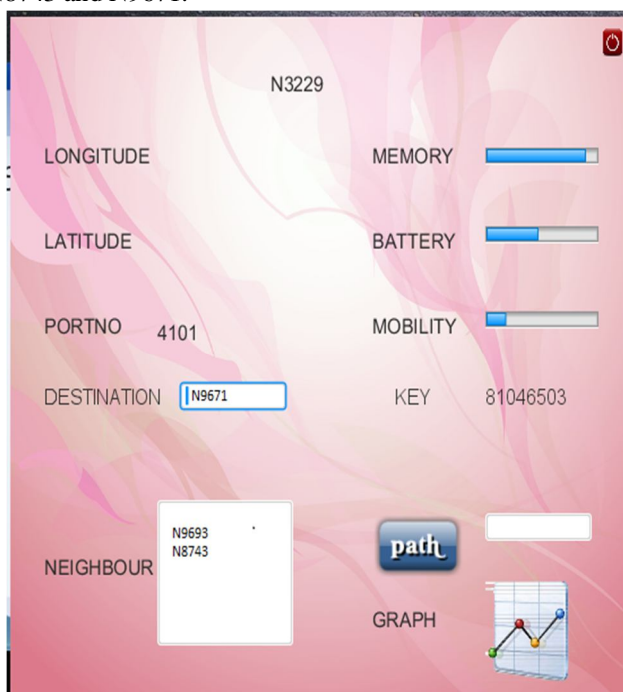 N3229
LONGITUDE
MEMORY
LATITUDE
BATTERY
PORTNO 4101
MOBILITY
DESTINATION N9671
KEY 81046503
NEIGHBOUR
N9693
N8743
path
GRAPH